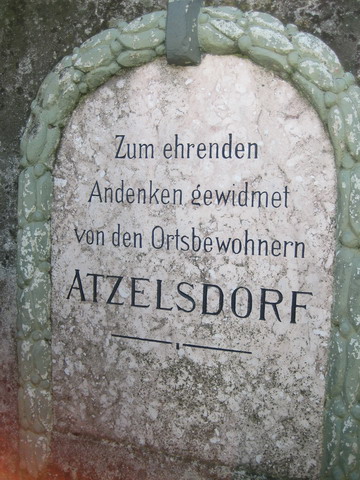 Zum ehrenden
Andenken gewidmet
von den Ortsbewohnern
ATZELSDORF